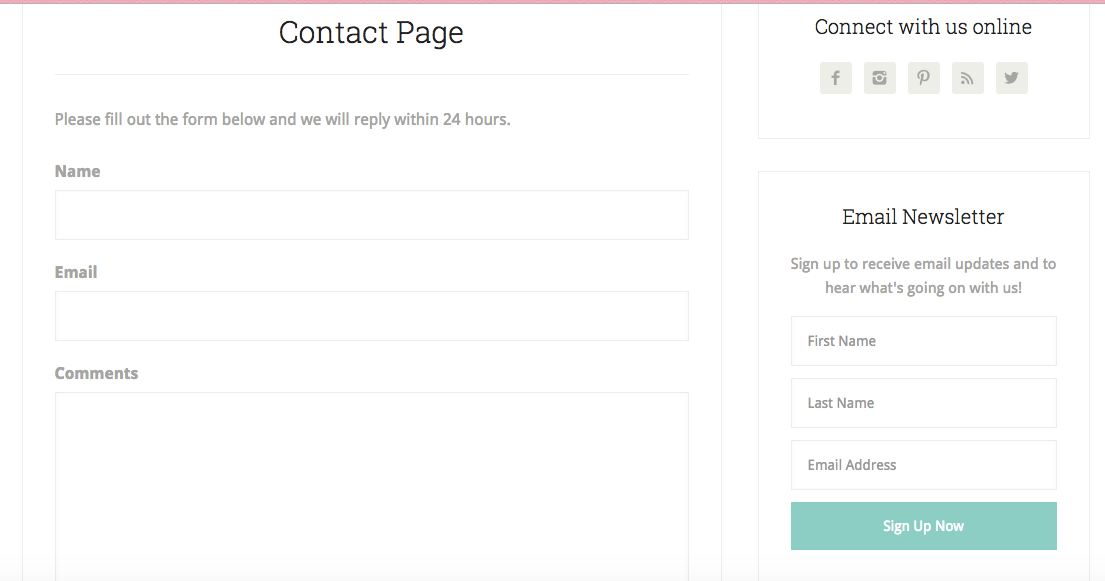 Contact Page
Please fill out the form below and we will reply within 24 hours.
Name
Email
Comments
Connect with us online
Email Newsletter
Sign up to receive email updates and to
hear what's going on with us!
First Name
Last Name
Email Address
Sign Up Now